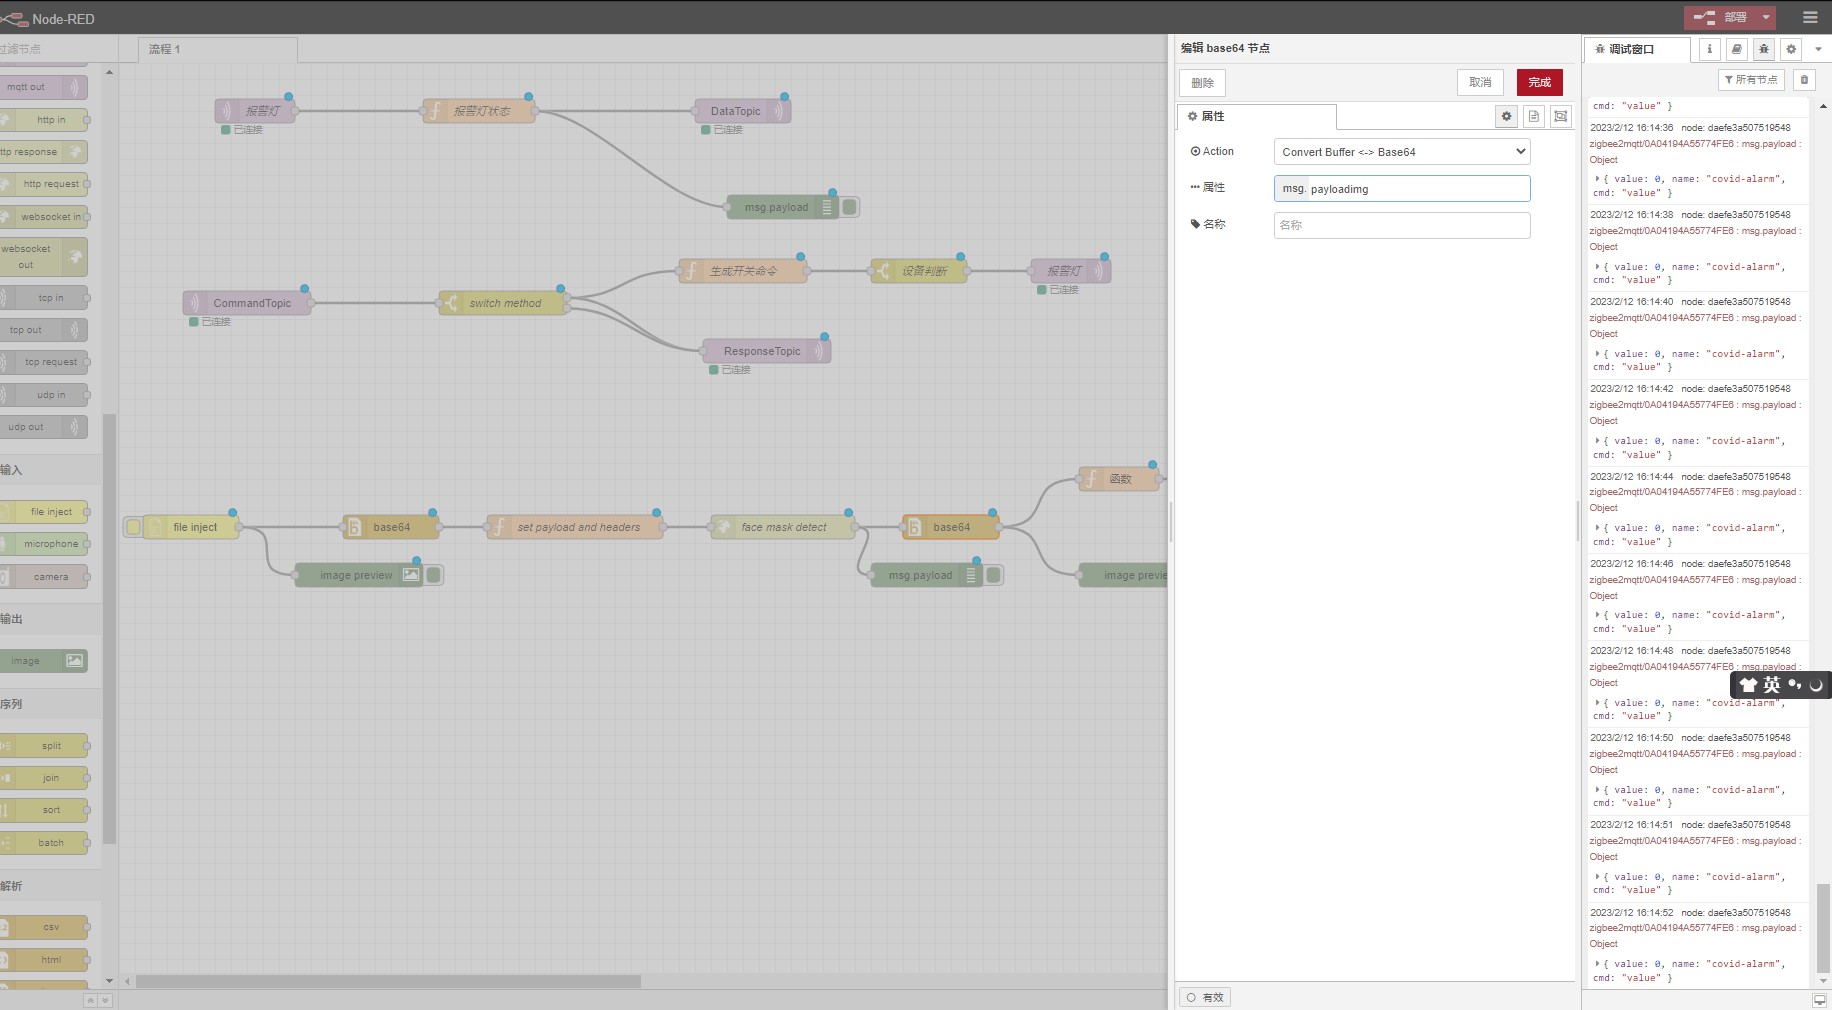 Node-RED
部署
过滤节点
流程 1
mqtt out
http in
ttp response
http request
websocket in
websocket
out
tcp in
tcp out
tcp request
udp in
udp out
输入
file inject
microphone
camera
输出
image
序列
split
join
sort
batch
解析
csv
html
报警灯
已连接
报警灯状态
DataTopic
已连接
msg.payload
CommandTopic
已连接
switch method
生成开关命令
设备判断
报警灯
已连接
ResponseTopic
已连接
函数
file inject
base64
set payload and headers
face mask detect
base64
image preview
msg.payload
image previe
编辑 base64 节点
删除
取消
完成
属性
Action
Convert Buffer <-> Base64
属性
msg. payloadimg
名称
名称
有效
调试窗口
所有节点
cmd: "value" }
2023/2/12 16:14:36 node: daefe3a507519548
zigbee2mqtt/0A04194A55774FE6 : msg.payload :
Object
{ value: 0, name: "covid-alarm",
cmd: "value" }
2023/2/12 16:14:38 node: daefe3a507519548
zigbee2mqtt/0A04194A55774FE6 : msg.payload :
Object
{ value: 0, name: "covid-alarm",
cmd: "value" }
2023/2/12 16:14:40 node: daefe3a507519548
zigbee2mqtt/0A04194A55774FE6 : msg.payload :
Object
{ value: 0, name: "covid-alarm",
cmd: "value" }
2023/2/12 16:14:42 node: daefe3a507519548
zigbee2mqtt/0A04194A55774FE6 : msg.payload :
Object
{ value: 0, name: "covid-alarm",
cmd: "value" }
2023/2/12 16:14:44 node: daefe3a507519548
zigbee2mqtt/0A04194A55774FE6 : msg.payload :
Object
{ value: 0, name: "covid-alarm",
cmd: "value" }
2023/2/12 16:14:46 node: daefe3a507519548
zigbee2mqtt/0A04194A55774FE6 : msg.payload :
Object
{ value: 0, name: "covid-alarm",
cmd: "value" }
2023/2/12 16:14:48 node: daefe3a507519548
zigbee2mqtt/0A04194A55774FE6 : msg.payload :
Object
英
{ value: 0, name: "covid-alarm",
cmd: "value" }
2023/2/12 16:14:50 node: daefe3a507519548
zigbee2mqtt/0A04194A55774FE6 : msg.payload :
Object
{ value: 0, name: "covid-alarm",
cmd: "value" }
2023/2/12 16:14:51 node: daefe3a507519548
zigbee2mqtt/0A04194A55774FE6 : msg.payload :
Object
{ value: 0, name: "covid-alarm",
cmd: "value" }
2023/2/12 16:14:52 node: daefe3a507519548
zigbee2mqtt/0A04194A55774FE6 : msg.payload :
Object
{ value: 0, name: "covid-alarm",
cmd: "value" }